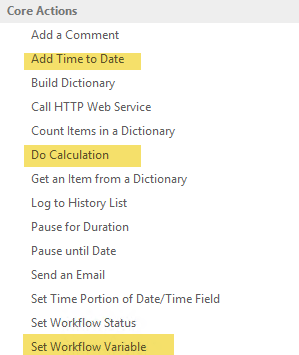 Core Actions
Add a Comment
Add Time to Date
Build Dictionary
Call HTTP Web Service
Count Items in a Dictionary
Do Calculation
Get an Item from a Dictionary
Log to History List
Pause for Duration
Pause until Date
Send an Email
Set Time Portion of Date/Time Field
Set Workflow Status
Set Workflow Variable